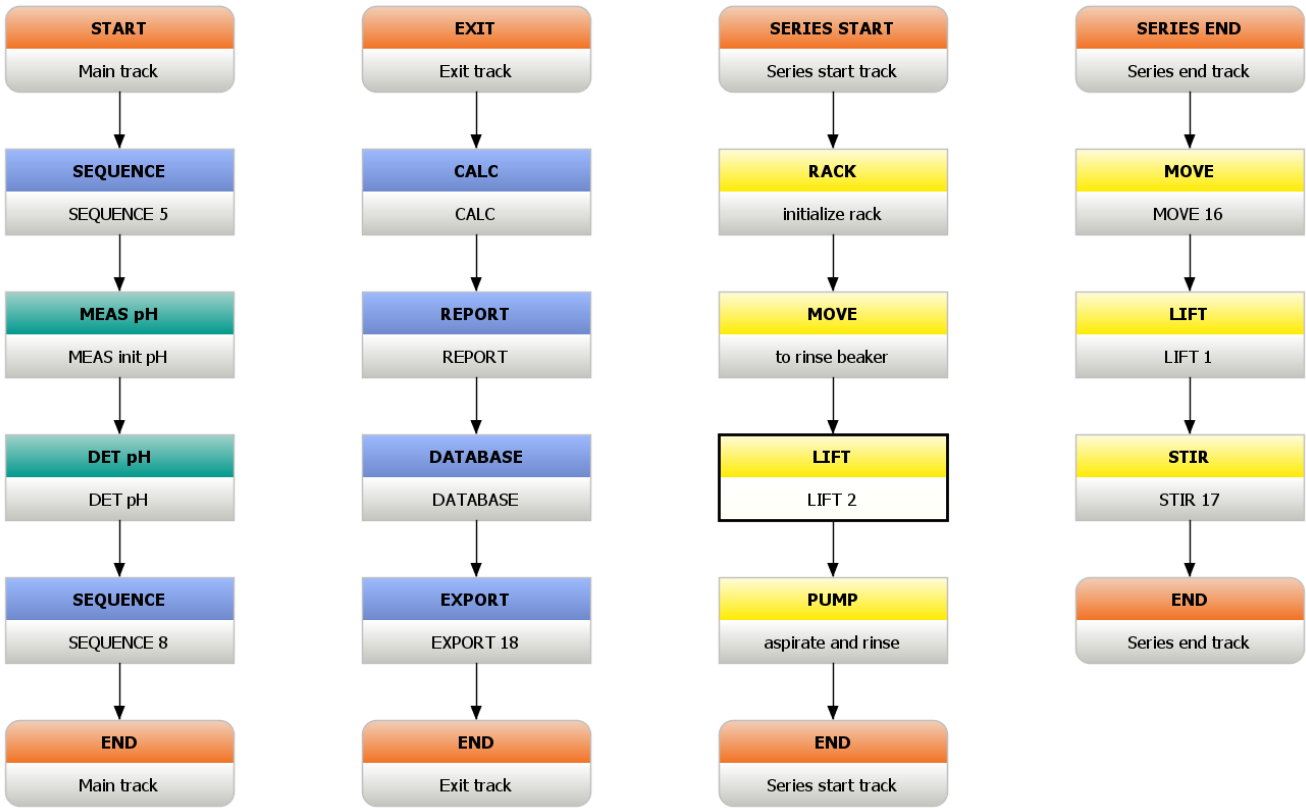 START
Main track
SEQUENCE
SEQUENCE 5
MEAS pH
MEAS init pH
DET pH
DET pH
SEQUENCE
SEQUENCE 8
END
Main track
EXIT
Exit track
CALC
CALC
REPORT
REPORT
DATABASE
DATABASE
EXPORT
EXPORT 18
END
Exit track
SERIES START
Series start track
RACK
initialize rack
MOVE
to rinse beaker
LIFT
LIFT 2
PUMP
aspirate and rinse
END
Series start track
SERIES END
Series end track
MOVE
MOVE 16
LIFT
LIFT 1
STIR
STIR 17
END
Series end track